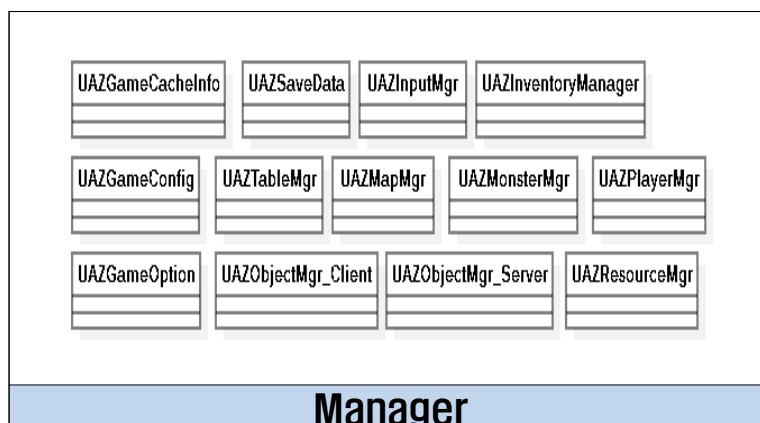 UAZGameCacheInfo UAZSaveData UAZInputMgr UAZInventoryManager
UAZGameConfig UAZTableMgr UAZMapMgr UAZMonsterMgr UAZPlayerMgr
UAZGameOption UAZObjectMgr_Client UAZObjectMgr_Server UAZResourceMgr
Manager